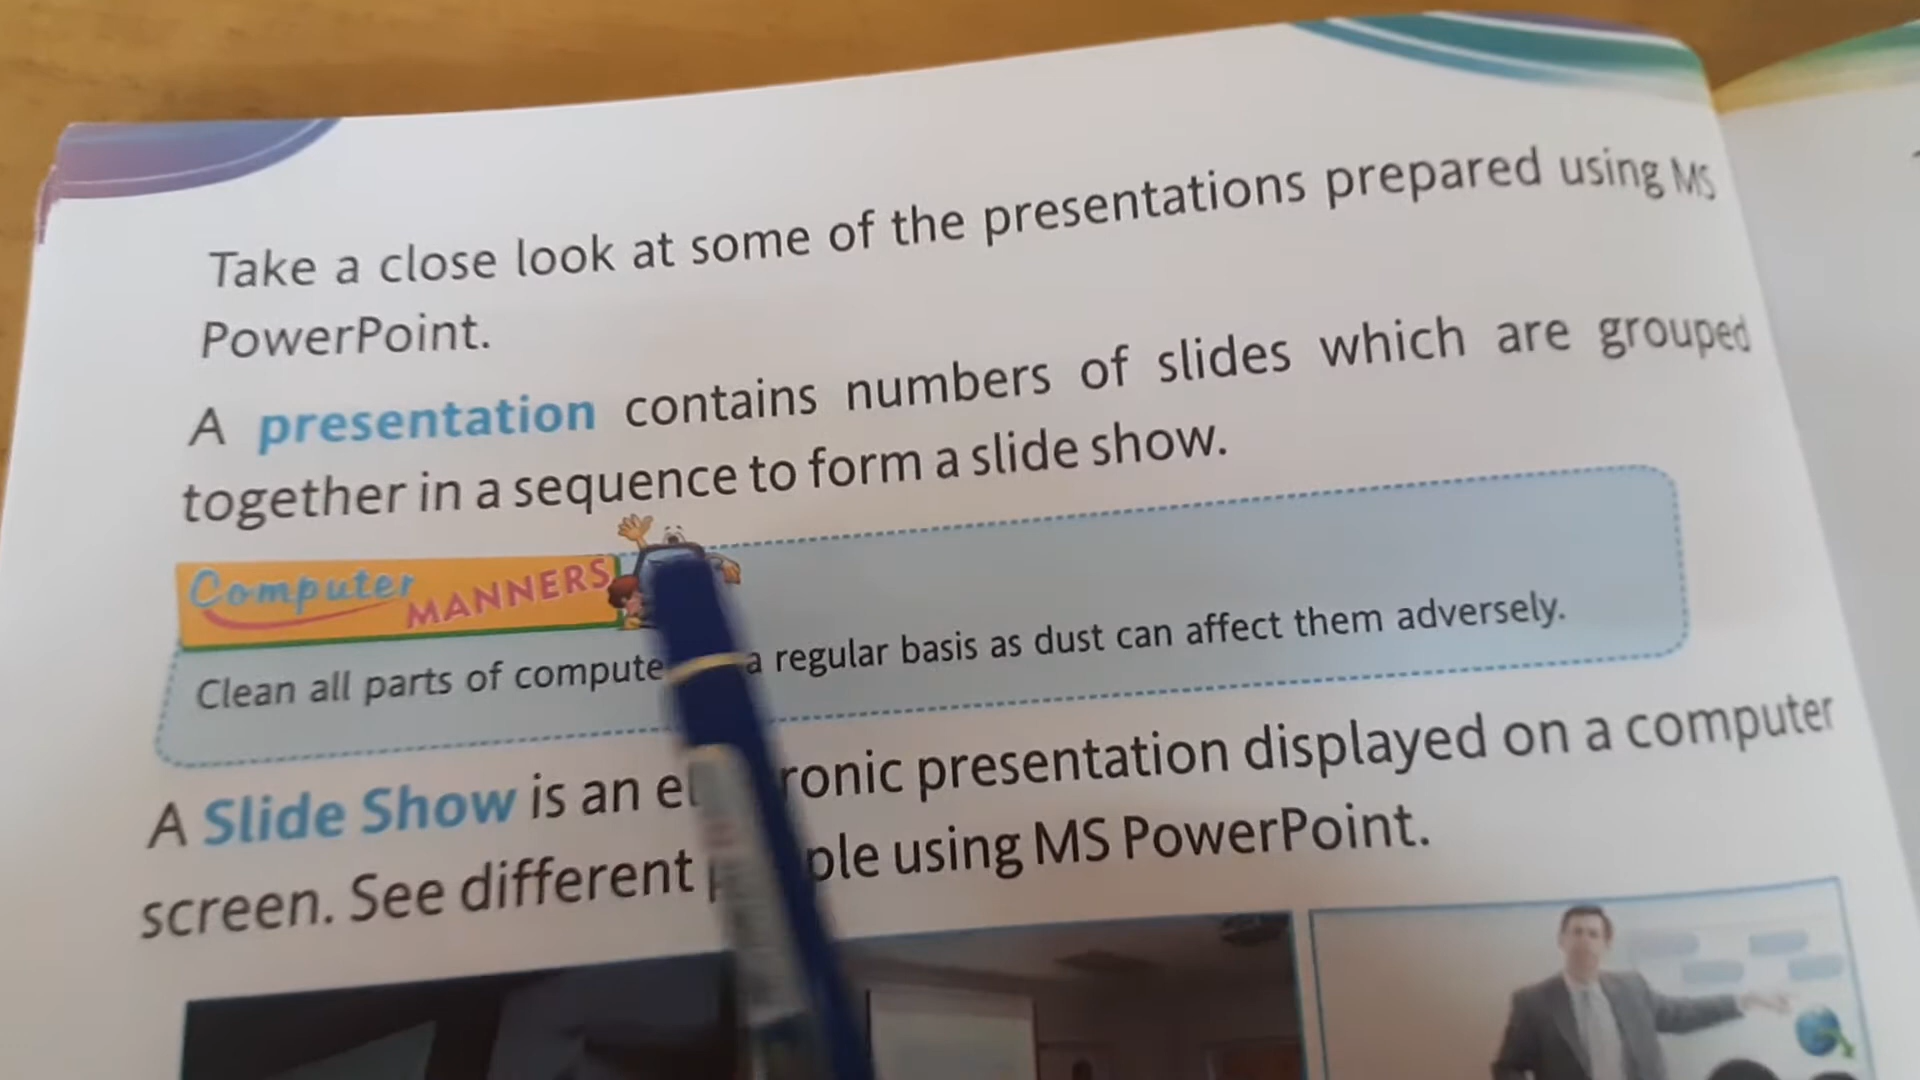 Take a close look at some of the presentations prepared using MS
PowerPoint.
A presentation contains numbers of slides which are grouped
together in a sequence to form a slide show.
Computer MANNERS
Clean all parts of compute a regular basis as dust can affect them adversely.
A Slide Show is an el ronic presentation displayed on a computer
screen. See different ple using MS PowerPoint.